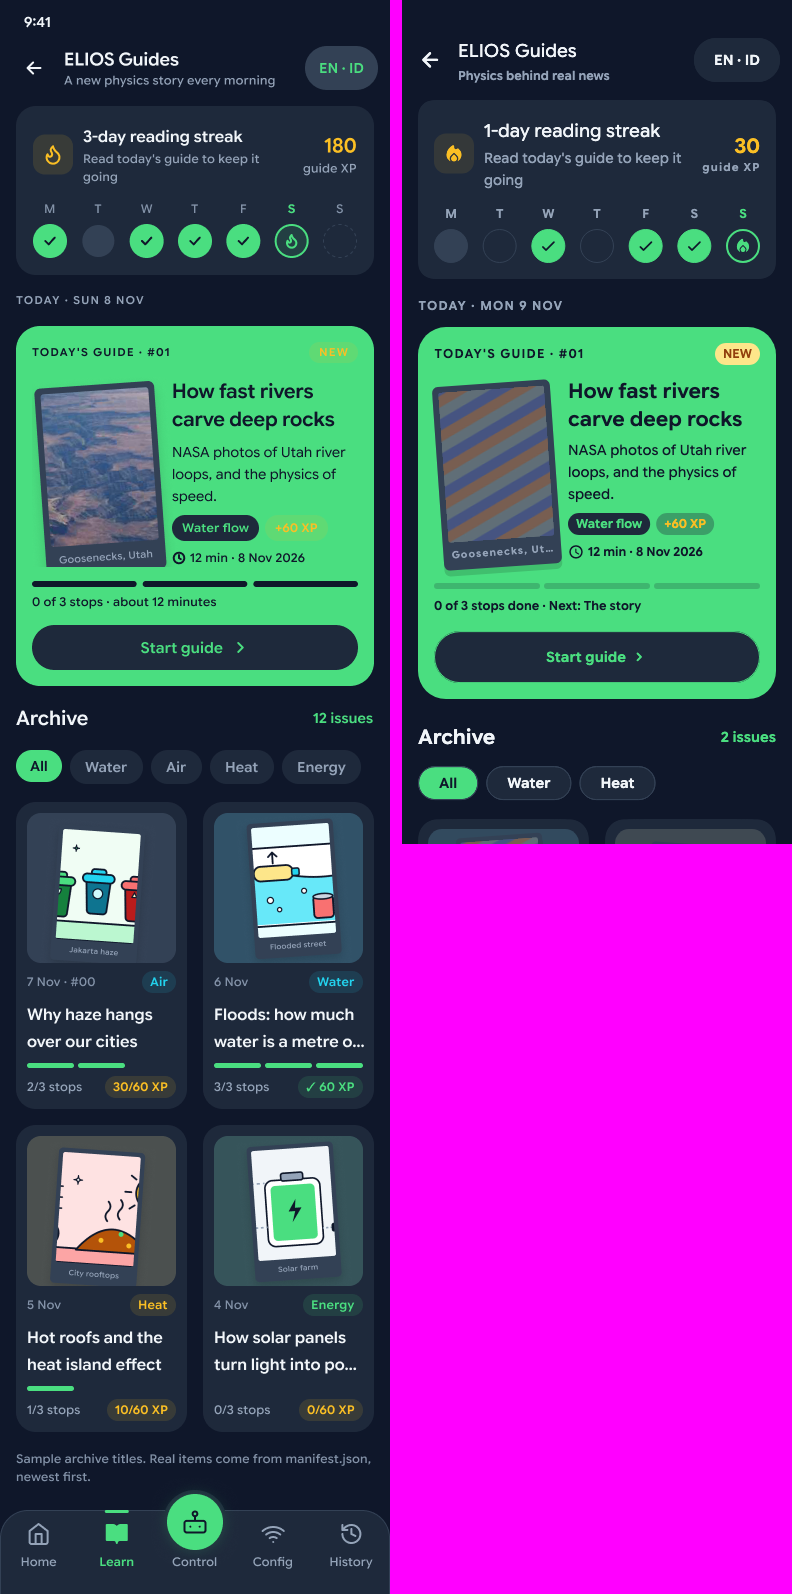 9:41
ELIOS Guides
A new physics story every morning
EN · ID
3-day reading streak
Read today's guide to keep it
going
180
guide XP
M T W T F S S
TODAY · SUN 8 NOV
TODAY'S GUIDE · #01
NEW
How fast rivers
carve deep rocks
NASA photos of Utah river
loops, and the physics of
speed.
Goosenecks, Utah
Water flow
+60 XP
12 min · 8 Nov 2026
0 of 3 stops · about 12 minutes
Start guide
Archive
12 issues
All
Water
Air
Heat
Energy
Jakarta haze
7 Nov · #00
Air
Why haze hangs
over our cities
2/3 stops
30/60 XP
Flooded street
6 Nov
Water
Floods: how much
water is a metre o...
3/3 stops
✓ 60 XP
City rooftops
5 Nov
Heat
Hot roofs and the
heat island effect
1/3 stops
10/60 XP
Solar farm
4 Nov
Energy
How solar panels
turn light into po...
0/3 stops
0/60 XP
Sample archive titles. Real items come from manifest.json,
newest first.
Home
Learn
Control
Config
History
ELIOS Guides
Physics behind real news
EN · ID
1-day reading streak
Read today's guide to keep it
going
30
guide XP
M T W T F S S
TODAY · MON 9 NOV
TODAY'S GUIDE · #01
NEW
How fast rivers
carve deep rocks
NASA photos of Utah river
loops, and the physics of
speed.
Goosenecks, Ut...
Water flow
+60 XP
12 min · 8 Nov 2026
0 of 3 stops done · Next: The story
Start guide
Archive
2 issues
All
Water
Heat